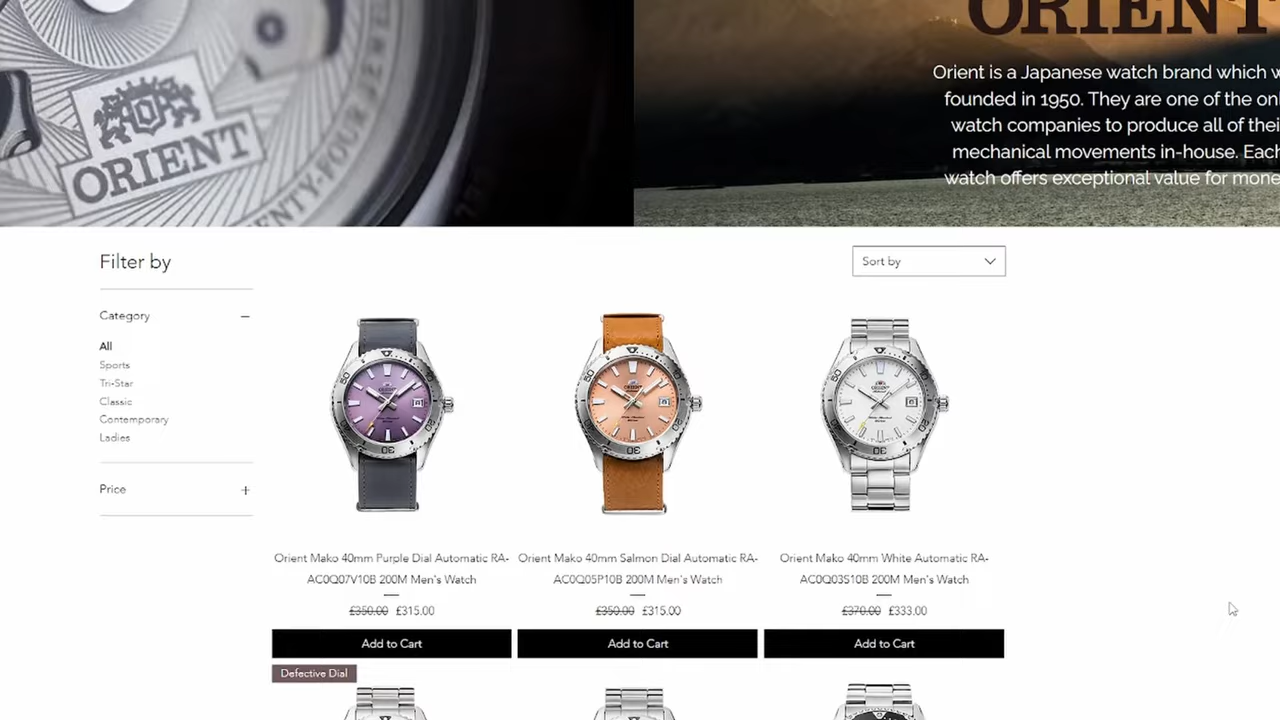 ORIENT
TWENTY-FOUR JEWEL
ORIENT
Orient is a Japanese watch brand which w
founded in 1950. They are one of the onl
watch companies to produce all of thei
mechanical movements in-house. Each
watch offers exceptional value for mone
Filter by
Sort by
Category
All
Sports
Tri-Star
Classic
Contemporary
Ladies
Price
Orient Mako 40mm Purple Dial Automatic RA-
AC0Q07V10B 200M Men's Watch
£350.00 £315.00
Add to Cart
Orient Mako 40mm Salmon Dial Automatic RA-
AC0Q05P10B 200M Men's Watch
£350.00 £315.00
Add to Cart
Orient Mako 40mm White Automatic RA-
AC0Q03S10B 200M Men's Watch
£370.00 £333.00
Add to Cart
Defective Dial